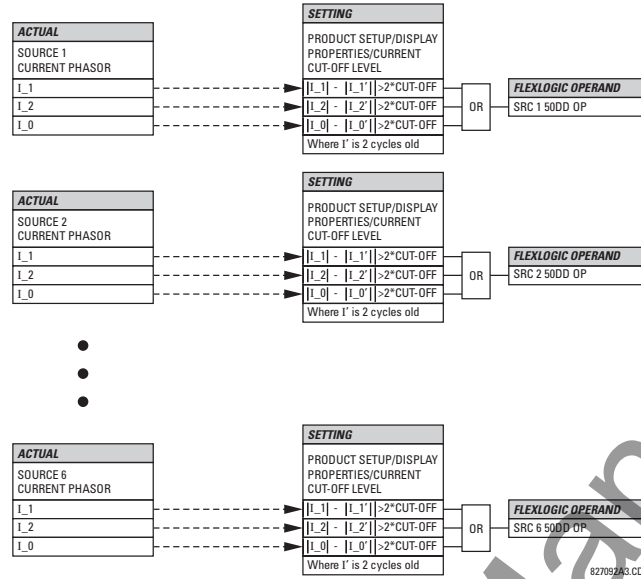 SETTING
ACTUAL
SOURCE 1
CURRENT PHASOR
I_1
I_2
I_0
PRODUCT SETUP/DISPLAY
PROPERTIES/CURRENT
CUT-OFF LEVEL
||I_1| - |I_1'||>2*CUT-OFF
||I_2| - |I_2'||>2*CUT-OFF
||I_0| - |I_0'||>2*CUT-OFF
Where I' is 2 cycles old
OR
FLEXLOGIC OPERAND
SRC 1 50DD OP
SETTING
ACTUAL
SOURCE 2
CURRENT PHASOR
I_1
I_2
I_0
PRODUCT SETUP/DISPLAY
PROPERTIES/CURRENT
CUT-OFF LEVEL
||I_1| - |I_1'||>2*CUT-OFF
||I_2| - |I_2'||>2*CUT-OFF
||I_0| - |I_0'||>2*CUT-OFF
Where I' is 2 cycles old
OR
FLEXLOGIC OPERAND
SRC 2 50DD OP
SETTING
ACTUAL
SOURCE 6
CURRENT PHASOR
I_1
I_2
I_0
PRODUCT SETUP/DISPLAY
PROPERTIES/CURRENT
CUT-OFF LEVEL
||I_1| - |I_1'||>2*CUT-OFF
||I_2| - |I_2'||>2*CUT-OFF
||I_0| - |I_0'||>2*CUT-OFF
Where I' is 2 cycles old
OR
FLEXLOGIC OPERAND
SRC 6 50DD OP